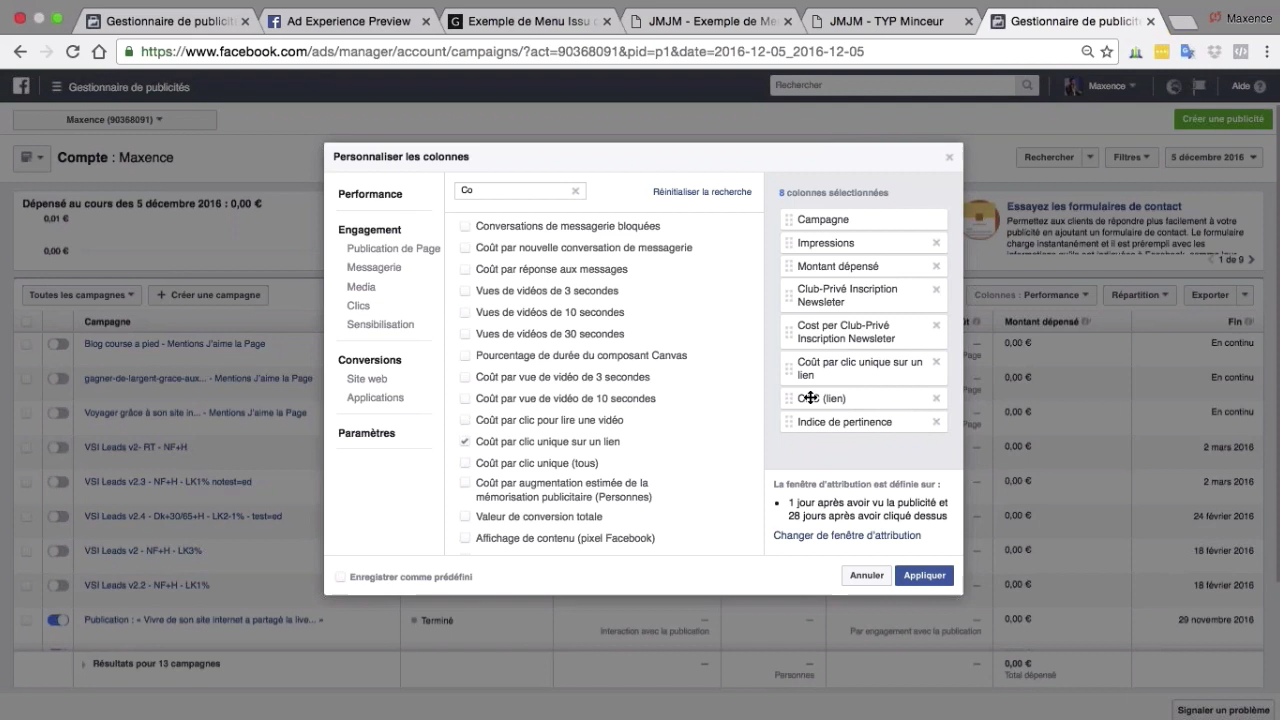 Gestionnaire de publicit
Ad Experience Preview
Exemple de Menu Issu
JMJM - Exemple de Me
JMJM - TYP Minceur
Gestionnaire de publicit
Maxence
https://www.facebook.com/ads/manager/account/campaigns/?act=90368091&pid=p1&date=2016-12-05_2016-12-05
Gestionnaire de publicités
Rechercher
Maxence
Aide
Maxence (90368091)
Créer une publicité
Compte : Maxence
Rechercher
Filtres
5 décembre 2016
Dépensé au cours des 5 décembre 2016 : 0,00 €
0,01 €
0,00 €
Essayez les formulaires de contact
Permettez aux clients de répondre plus facilement à votre
publicité en ajoutant un formulaire de contact. Le formulaire
charge instantanément et il est prérempli avec les
1 de 9
Toutes les campagnes
+ Créer une campagne
Colonnes : Performance
Répartition
Exporter
Campagne
Montant dépensé
Fin
Blog course a pied - Mentions J'aime la Page
Page
0,00 €
En continu
gagner-de-largent-grace-aux... - Mentions J'aime la Page
Page
0,00 €
En continu
Voyager grâce à son site in... - Mentions J'aime la Page
Page
0,00 €
En continu
VSI Leads v2- RT - NF+H
0,00 €
2 mars 2016
VSI Leads v2.3 - NF+H - LK1% notest=ed
0,00 €
2 mars 2016
VSI Leads v2.4 - Dk+30/65+H - LK2-1% - test=ed
0,00 €
24 février 2016
VSI Leads v2 - NF+H - LK3%
0,00 €
18 février 2016
VSI Leads v2.2 - NF+H - LK1%
0,00 €
18 février 2016
Publication : « Vivre de son site internet a partagé la live... »
Terminé
Interaction avec la publication
Par engagement avec la publication
0,00 €
29 novembre 2016
Résultats pour 13 campagnes
Personnes
0,00 €
Total dépensé
Signaler un problème
Personnaliser les colonnes
Performance
Engagement
Publication de Page
Messagerie
Media
Clics
Sensibilisation
Conversions
Site web
Applications
Paramètres
Co
Réinitialiser la recherche
Conversations de messagerie bloquées
Coût par nouvelle conversation de messagerie
Coût par réponse aux messages
Vues de vidéos de 3 secondes
Vues de vidéos de 10 secondes
Vues de vidéos de 30 secondes
Pourcentage de durée du composant Canvas
Coût par vue de vidéo de 3 secondes
Coût par vue de vidéo de 10 secondes
Coût par clic pour lire une vidéo
Coût par clic unique sur un lien
Coût par clic unique (tous)
Coût par augmentation estimée de la
mémorisation publicitaire (Personnes)
Valeur de conversion totale
Affichage de contenu (pixel Facebook)
8 colonnes sélectionnées
Campagne
Impressions
Montant dépensé
Club-Privé Inscription
Newsleter
Cost per Club-Privé
Inscription Newsleter
Coût par clic unique sur un
lien
(lien)
Indice de pertinence
La fenêtre d'attribution est définie sur :
1 jour après avoir vu la publicité et
28 jours après avoir cliqué dessus
Changer de fenêtre d'attribution
Enregistrer comme prédéfini
Annuler
Appliquer